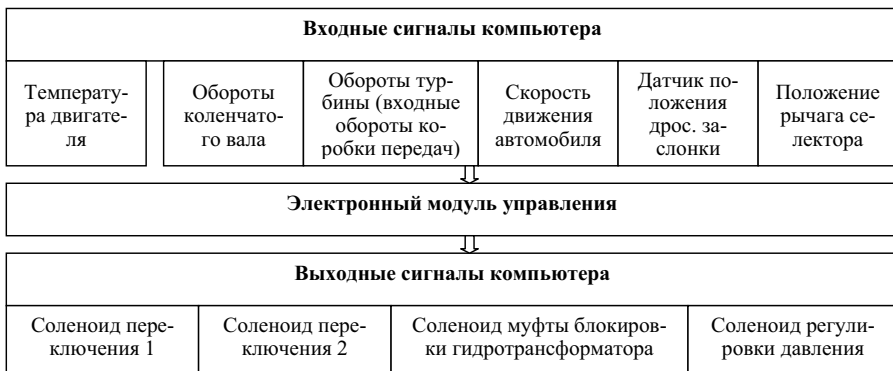 Входные сигналы компьютера
Температу-
ра двигате-
ля
Обороты
коленчато-
го вала
Обороты тур-
бины (входные
обороты ко-
робки передач)
Скорость
движения
автомобиля
Датчик по-
ложения
дрос. за-
слонки
Положение
рычага се-
лектора
Электронный модуль управления
Выходные сигналы компьютера
Соленоид пере-
ключения 1
Соленоид пере-
ключения 2
Соленоид муфты блокиров-
ки гидротрансформатора
Соленоид регули-
ровки давления